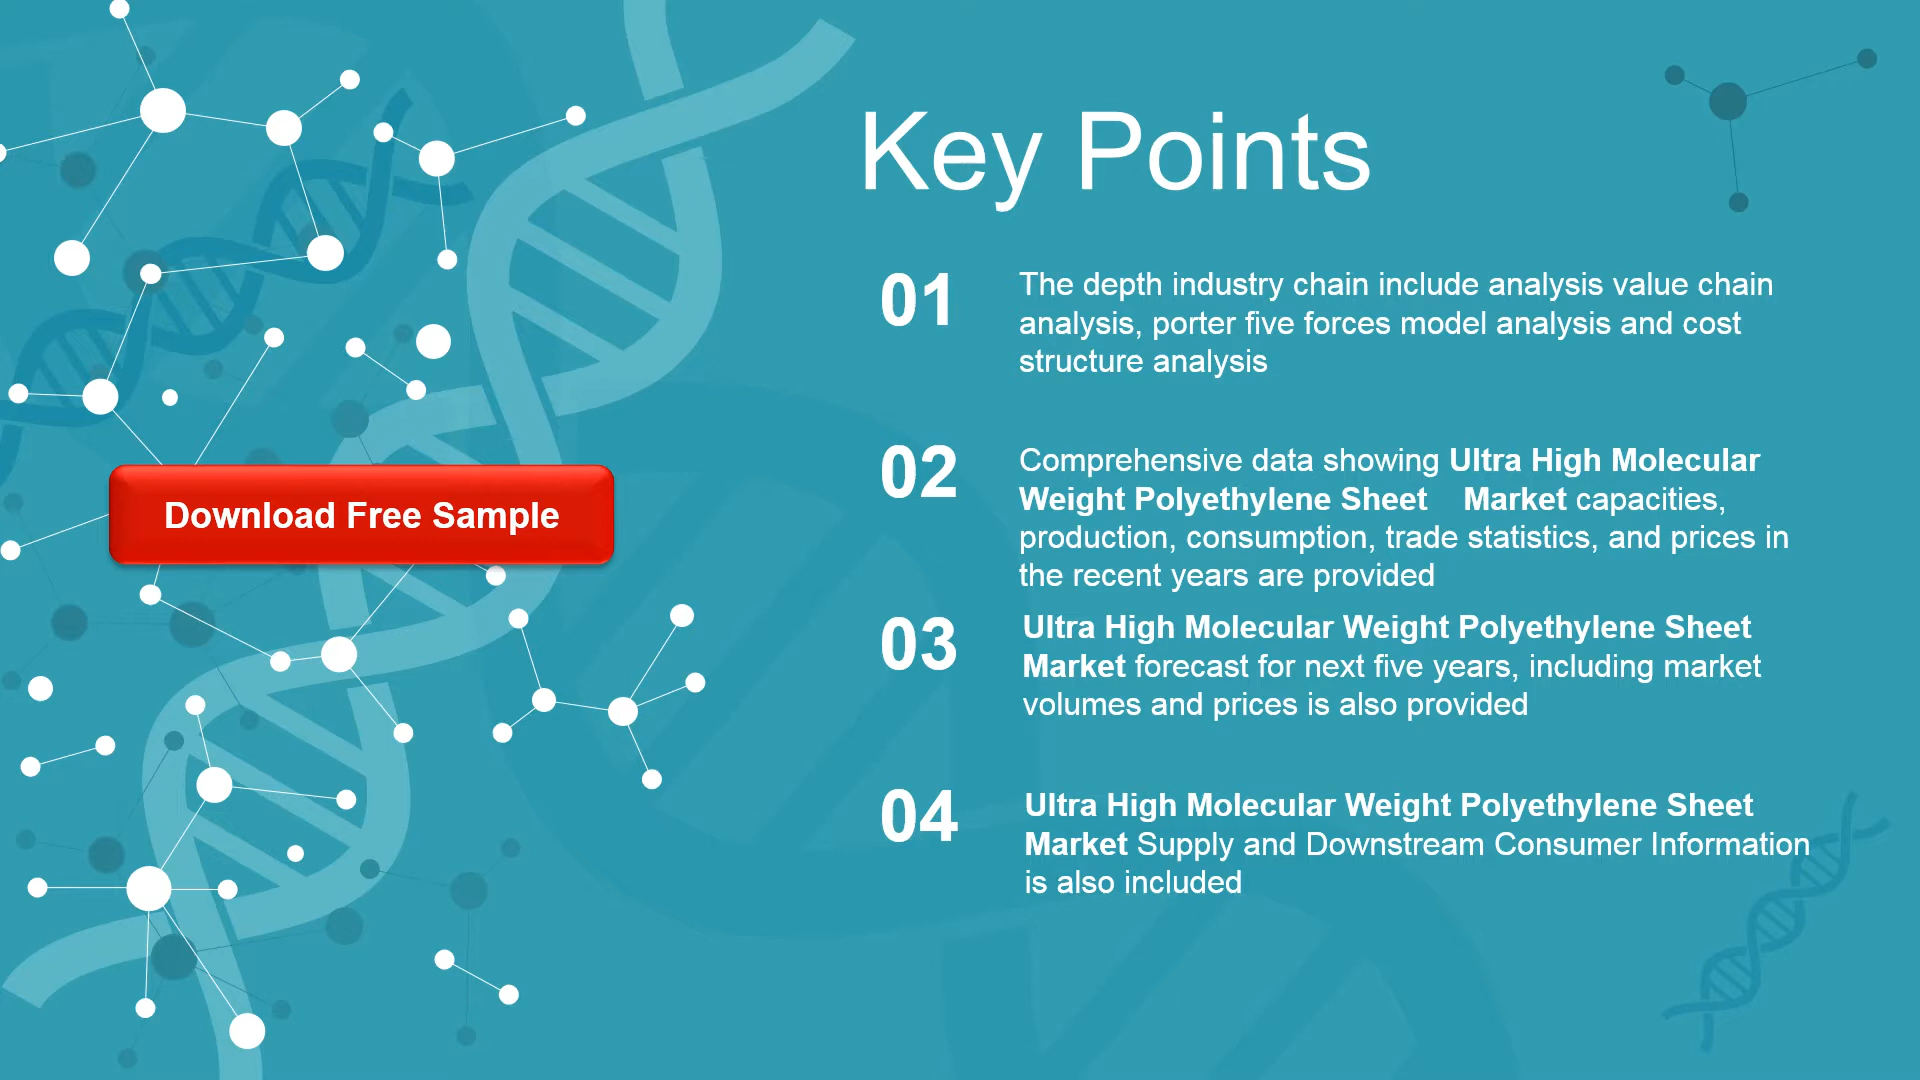 Key Points
01
The depth industry chain include analysis value chain
analysis, porter five forces model analysis and cost
structure analysis
02
Comprehensive data showing Ultra High Molecular
Weight Polyethylene Sheet    Market capacities,
production, consumption, trade statistics, and prices in
the recent years are provided
03
Ultra High Molecular Weight Polyethylene Sheet
Market forecast for next five years, including market
volumes and prices is also provided
04
Ultra High Molecular Weight Polyethylene Sheet
Market Supply and Downstream Consumer Information
is also included
Download Free Sample